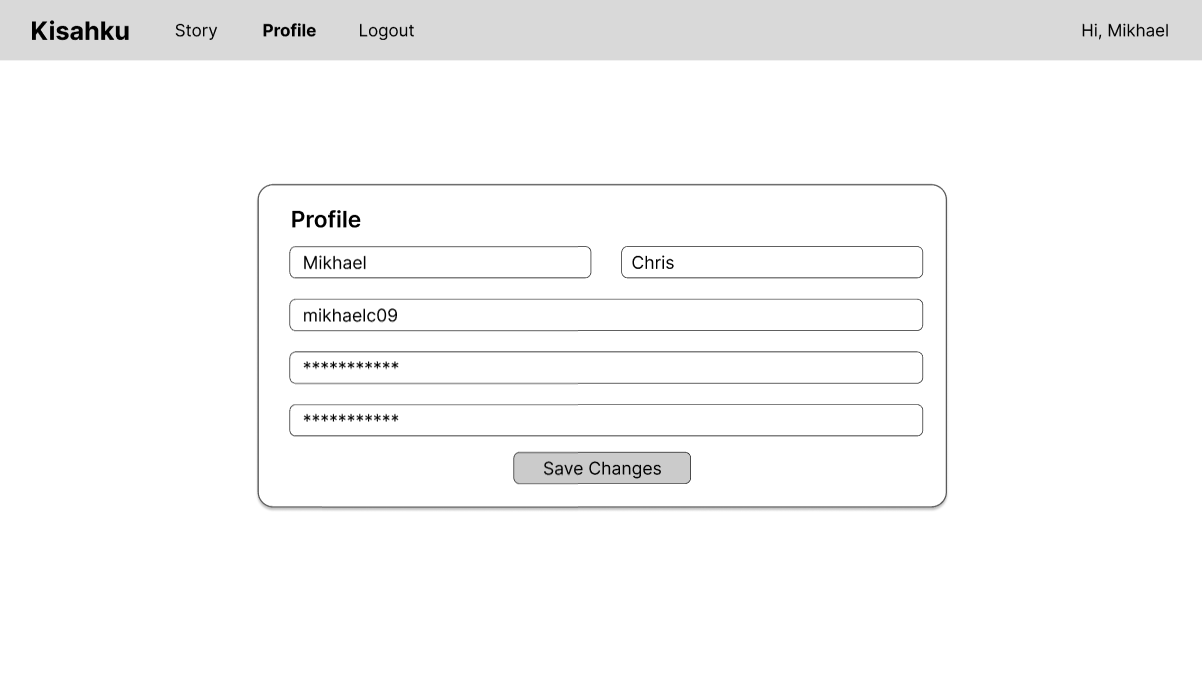 Kisahku Story Profile Logout Hi, Mikhael
Profile
Mikhael Chris
mikhaelc09
***********
***********
Save Changes